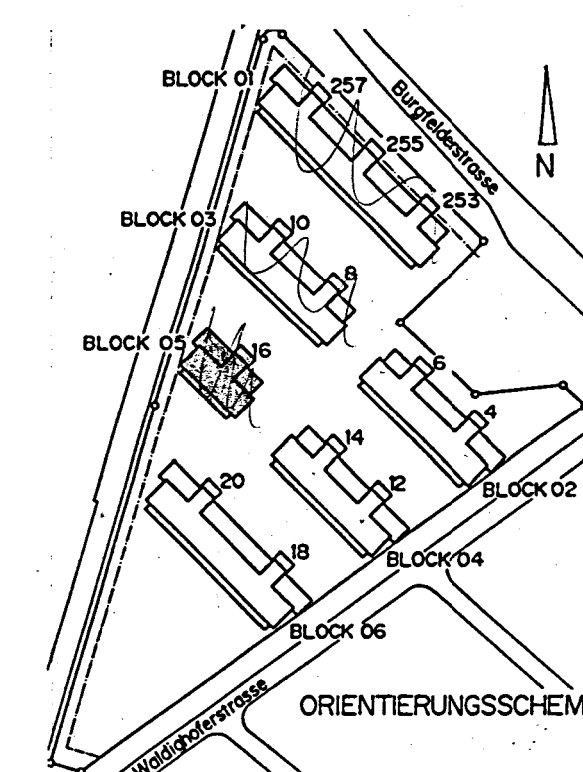 BLOCK 01
257
Burgfelderstrasse
255
N
253
BLOCK 03
10
8
BLOCK 05
16
6
4
14
20
12
BLOCK 02
18
BLOCK 04
BLOCK 06
Waldighoferstrasse
ORIENTIERUNGSSCHEM